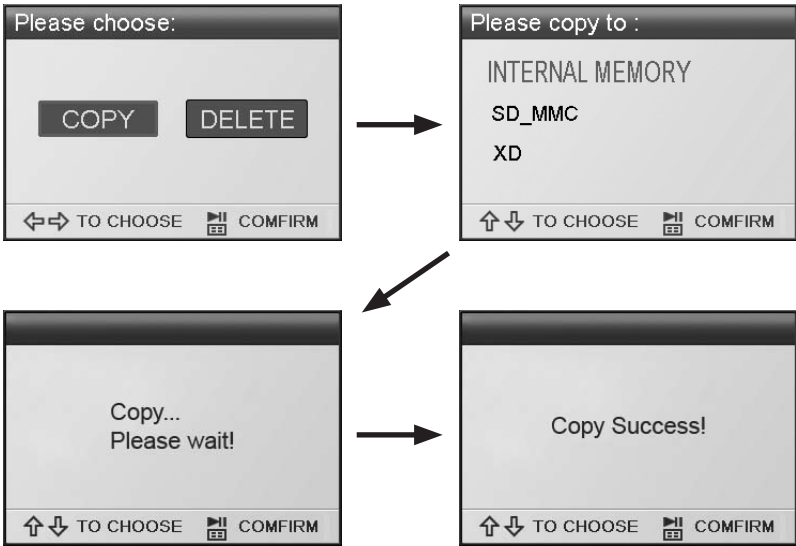 Please choose:
COPY DELETE
TO CHOOSE COMFIRM
Please copy to :
INTERNAL MEMORY
SD_MMC
XD
TO CHOOSE COMFIRM
Copy...
Please wait!
TO CHOOSE COMFIRM
Copy Success!
TO CHOOSE COMFIRM